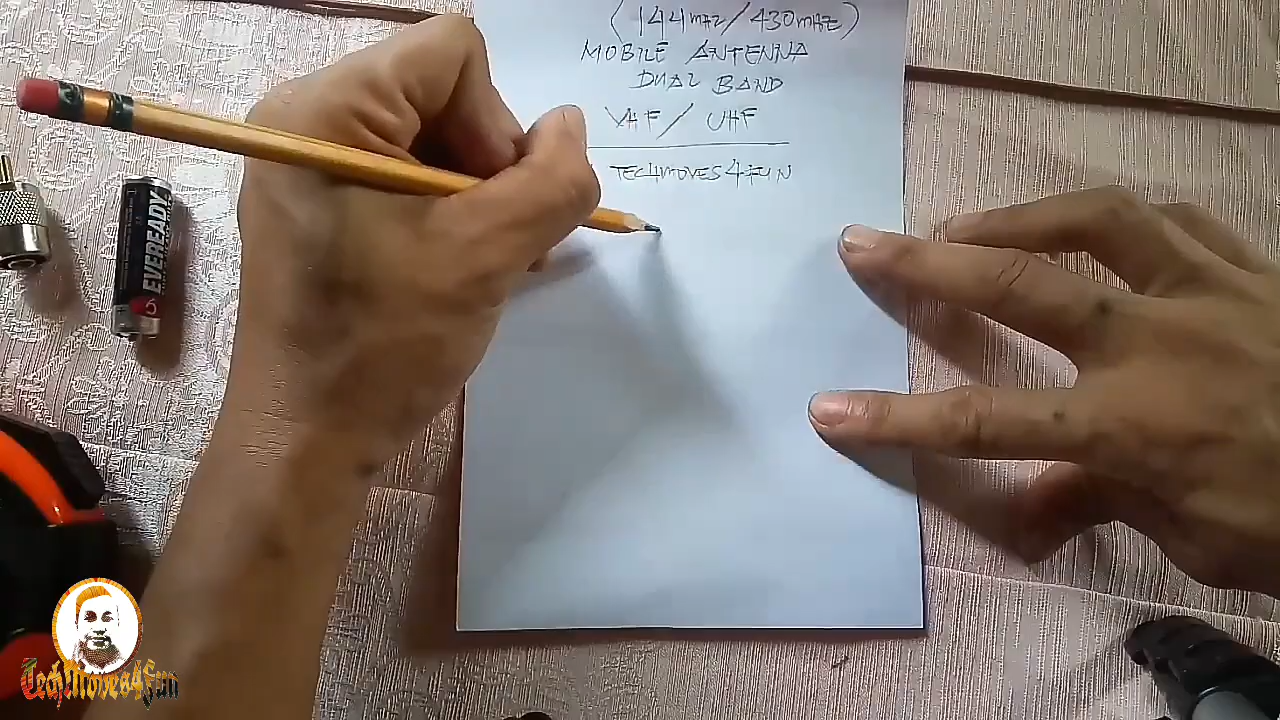 (144mHz/430mHz)
MOBILE ANTENNA
DUAL BAND
VHF/ UHF
TECHMOVES4FUN
EVEREADY
TechMoves4Fun